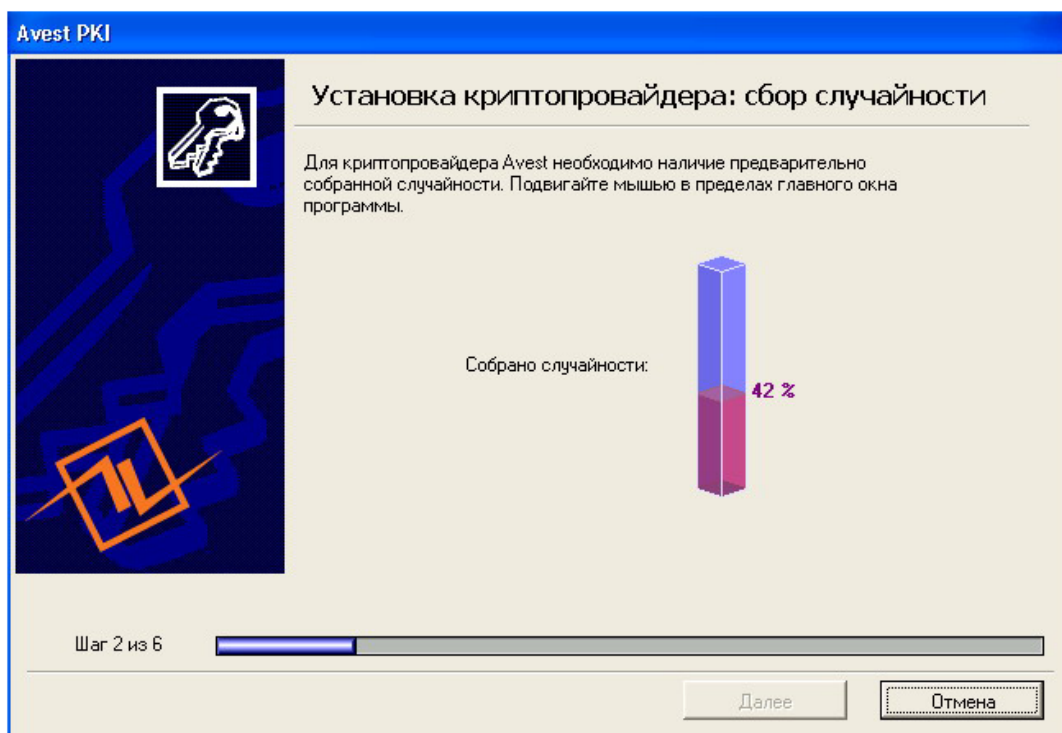 Avest PKI
Установка криптопровайдера: сбор случайности
Для криптопровайдера Avest необходимо наличие предварительно
собранной случайности. Подвигайте мышью в пределах главного окна
программы.
Собрано случайности:
42 %
Шаг 2 из 6
Далее
Отмена